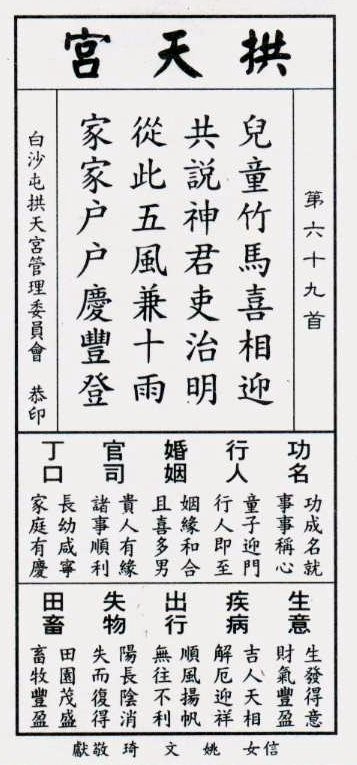 拱天宮
第六十九首
兒童竹馬喜相迎
共説神君吏治明
從此五風兼十雨
家家户户慶豐登
白沙屯拱天宮管理委員會 恭印
功名
功成名就
事事稱心
行人
童子迎門
行人即至
婚姻
姻緣和合
且喜多男
官司
貴人有緣
諸事順利
丁口
長幼咸寧
家庭有慶
生意
生發得意
財氣豐盈
疾病
吉人天相
解厄迎祥
出行
順風揚帆
無往不利
失物
陽長陰消
失而復得
田畜
田園茂盛
畜牧豐盈
信女 姚文琦 敬獻